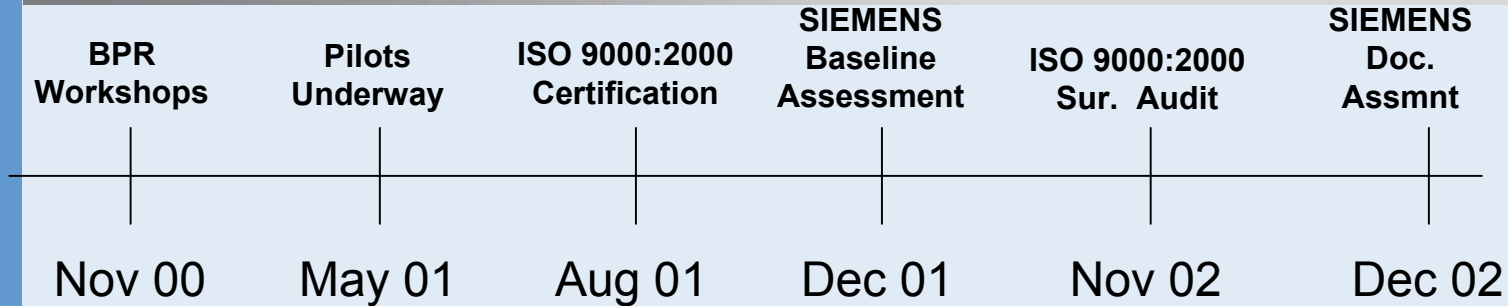 BPR
Workshops
Pilots
Underway
ISO 9000:2000
Certification
SIEMENS
Baseline
Assessment
ISO 9000:2000
Sur. Audit
SIEMENS
Doc.
Assmnt
Nov 00
May 01
Aug 01
Dec 01
Nov 02
Dec 02